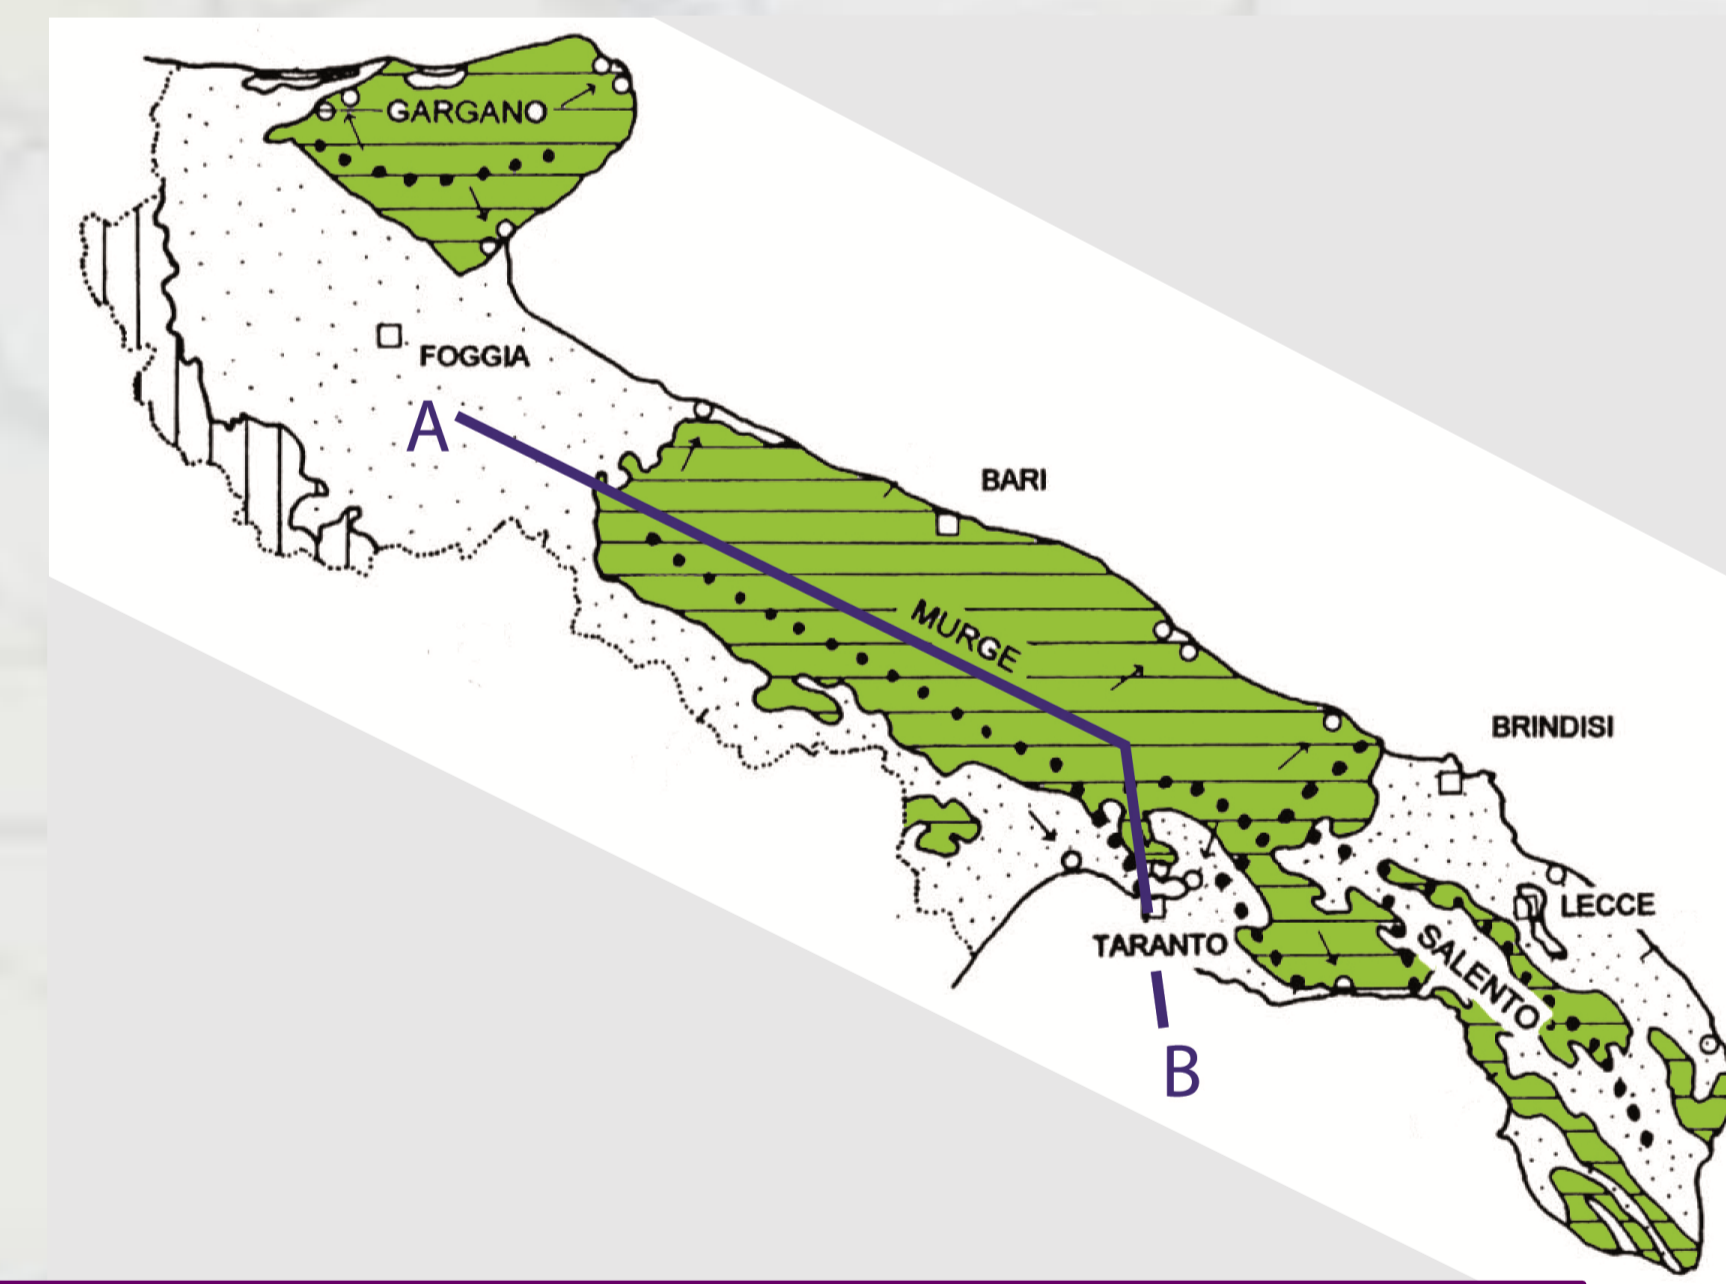 GARGANO
FOGGIA
A
BARI
MURGE
BRINDISI
LECCE
TARANTO
SALENTO
B